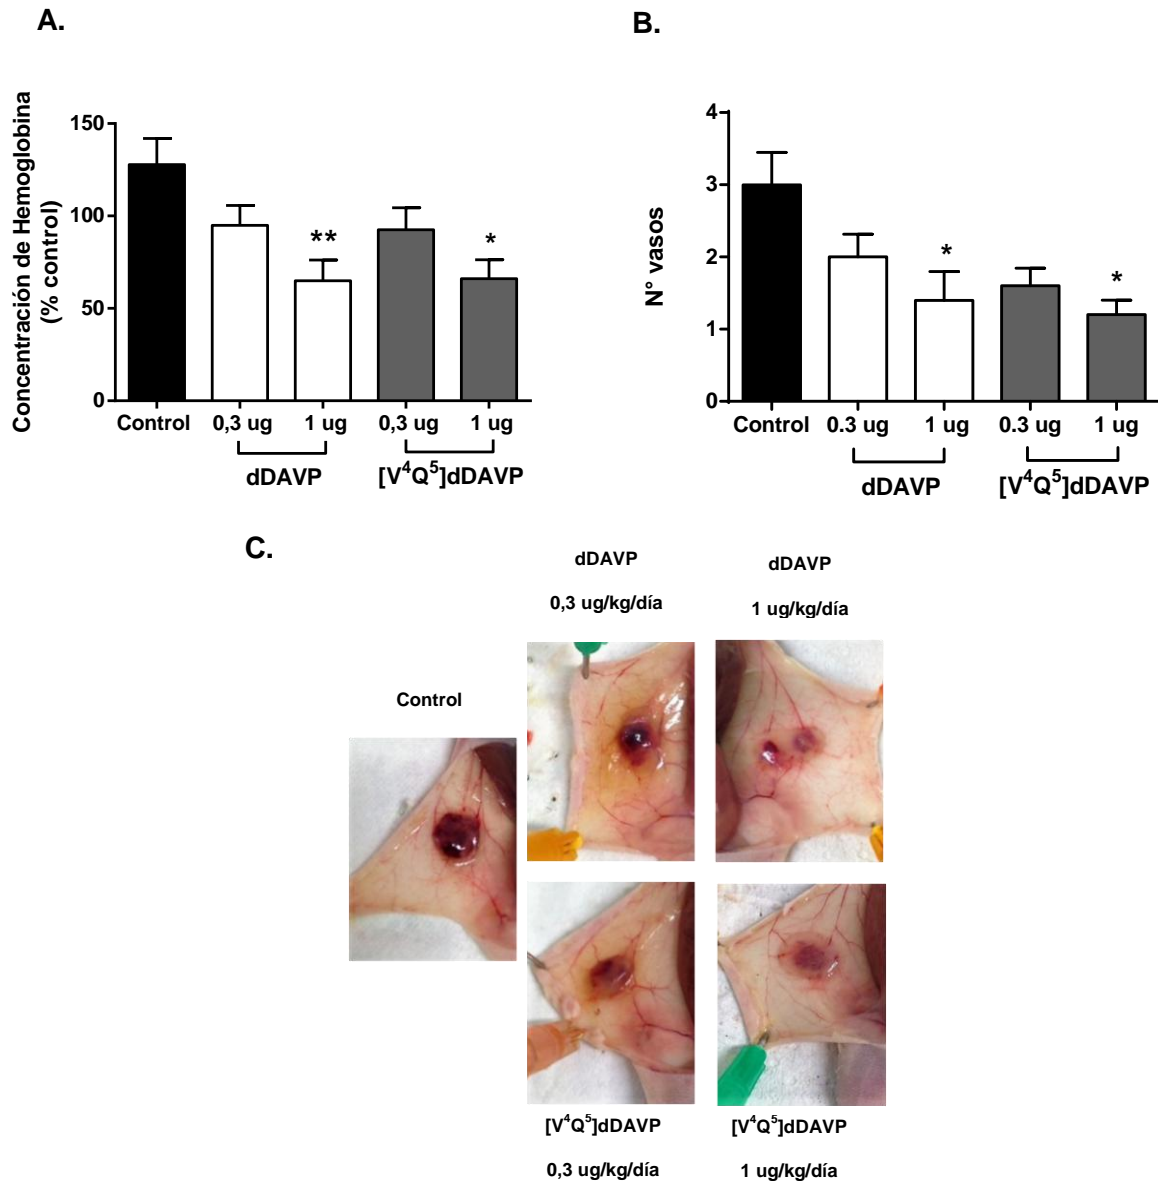 A.
Concentración de Hemoglobina
(% control)
150
100
50
0
**
*
Control
0,3 ug
1 ug
0,3 ug
1 ug
dDAVP
[V⁴Q⁵]dDAVP
B.
N° vasos
4
3
2
1
0
*
*
Control
0.3 ug
1 ug
0.3 ug
1 ug
dDAVP
[V⁴Q⁵]dDAVP
C.
dDAVP
0,3 ug/kg/día
dDAVP
1 ug/kg/día
Control
[V⁴Q⁵]dDAVP
0,3 ug/kg/día
[V⁴Q⁵]dDAVP
1 ug/kg/día